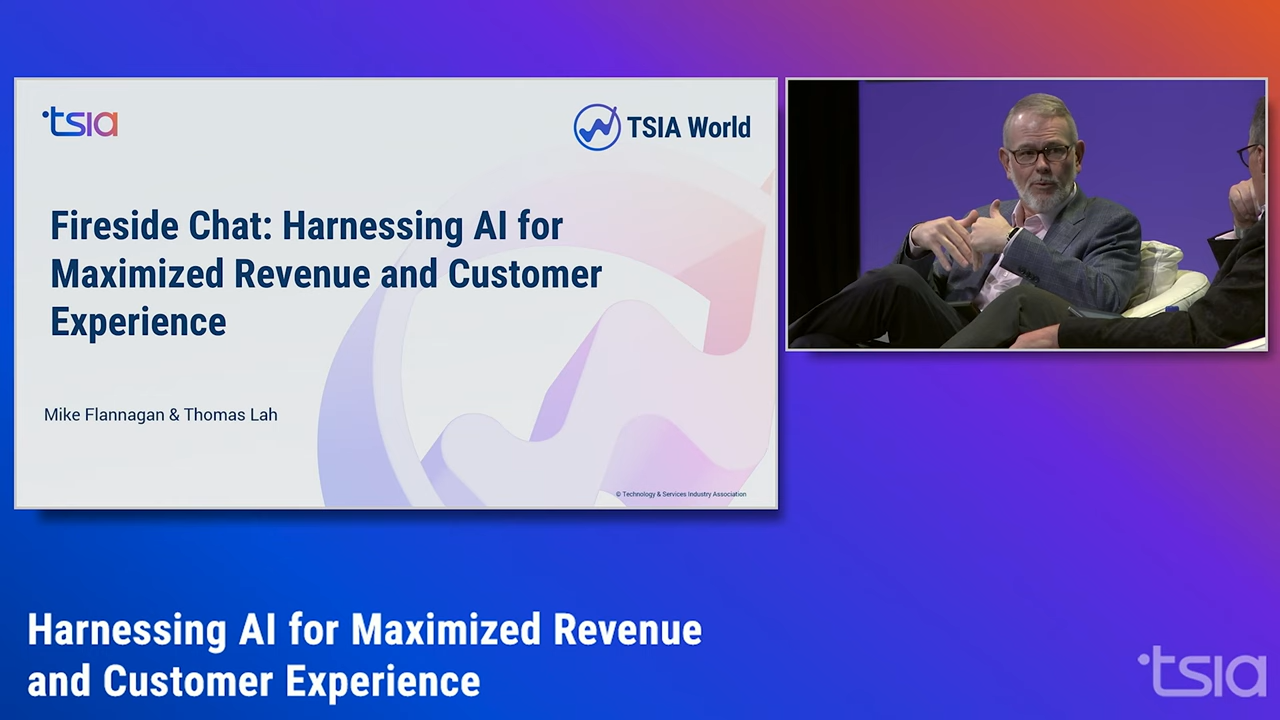 tsia
TSIA World
Fireside Chat: Harnessing AI for
Maximized Revenue and Customer
Experience
Mike Flannagan & Thomas Lah
© Technology & Services Industry Association
Harnessing AI for Maximized Revenue
and Customer Experience
tsia